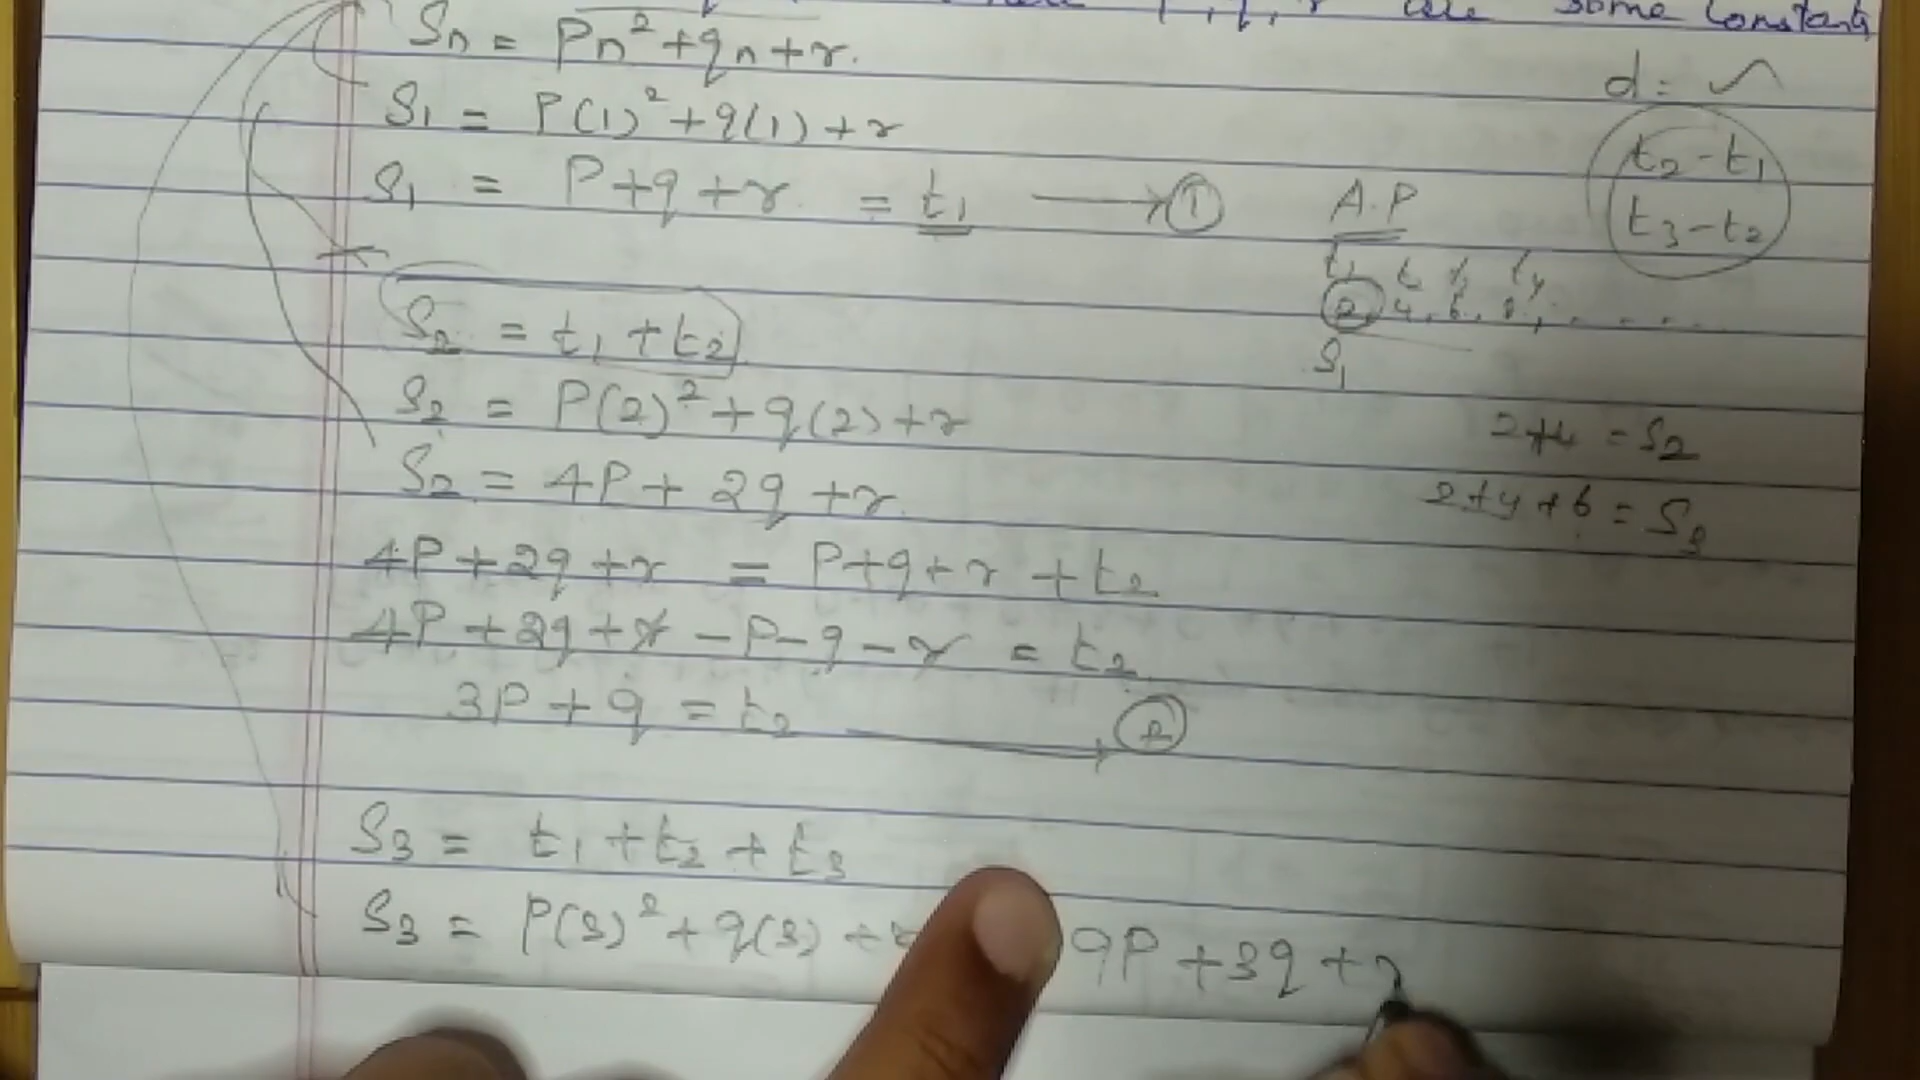 are some Constants
Sn = Pn² + qn + r.
d =
S1 = P(1)² + q(1) + r
t2 - t1
S1 = P + q + r = t1 → ①
A.P
t3 - t2
t1 t t3 t4
2, 4, 6, 8, . . . . .
S2 = t1 + t2
S1
S2 = P(2)² + q(2) + r
2+4 = S2
S2 = 4P + 2q + r
2+4+6 = S3
4P + 2q + r = P + q + r + t2
4P + 2q + r - P - q - r = t2
3P + q = t2 → ②
S3 = t1 + t2 + t3
S3 = P(3)² + q(3) + 9P + 3q + r